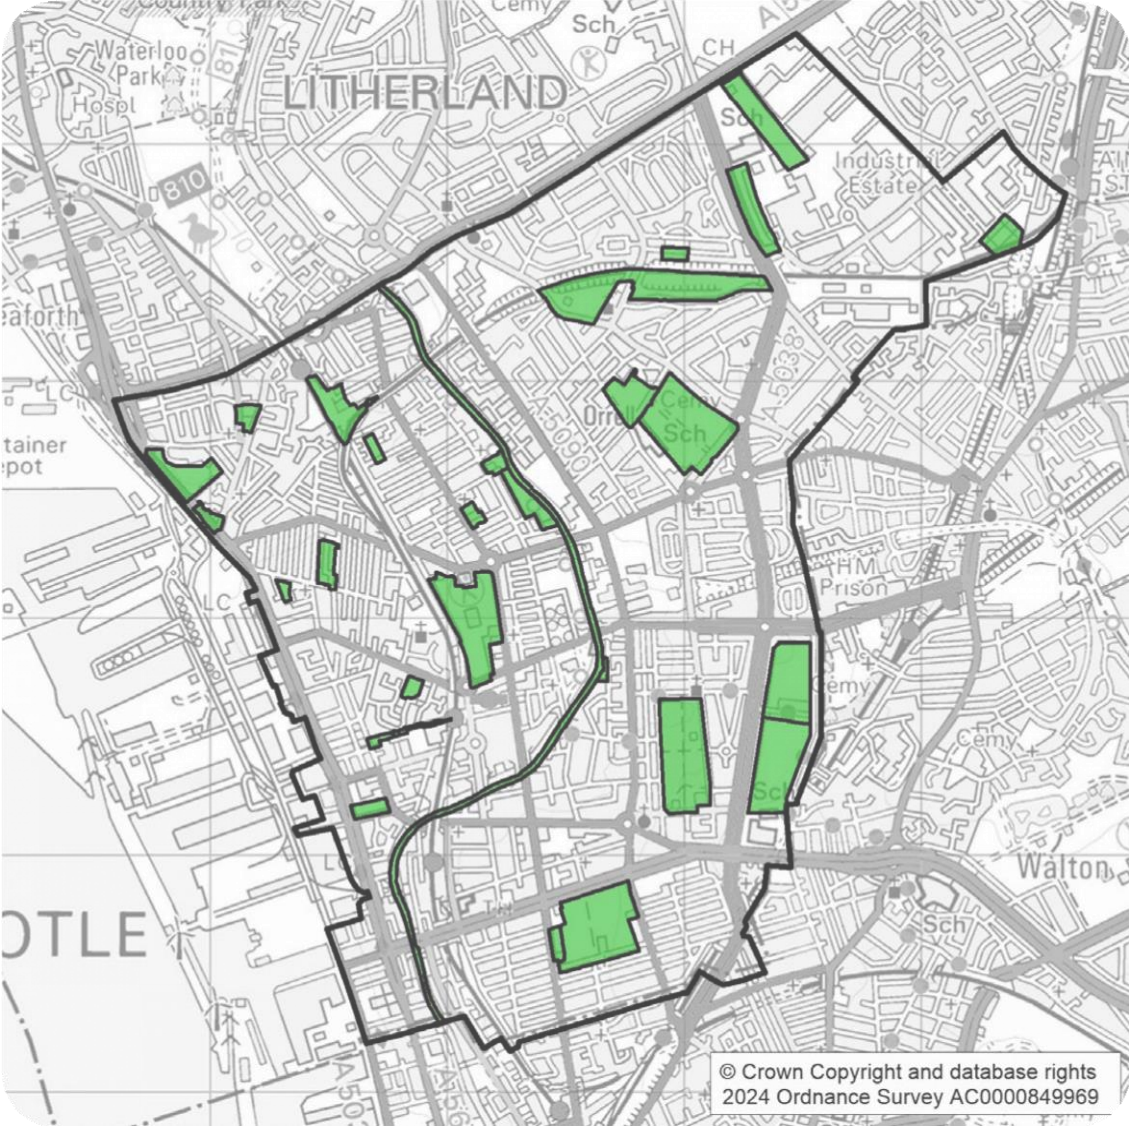 Country Park
Cemy
Sch
A5
CH
Waterloo
Park
Hospl
181
LITHERLAND
Sch
Industrial
Estate
810
eaforth
LC
A5038
Cemy
Orrell
Sch
A5090
tainer
epot
HM
Prison
LC
Cemy
Cemy
Sch
Walton
OTLE
Sch
© Crown Copyright and database rights
2024 Ordnance Survey AC0000849969